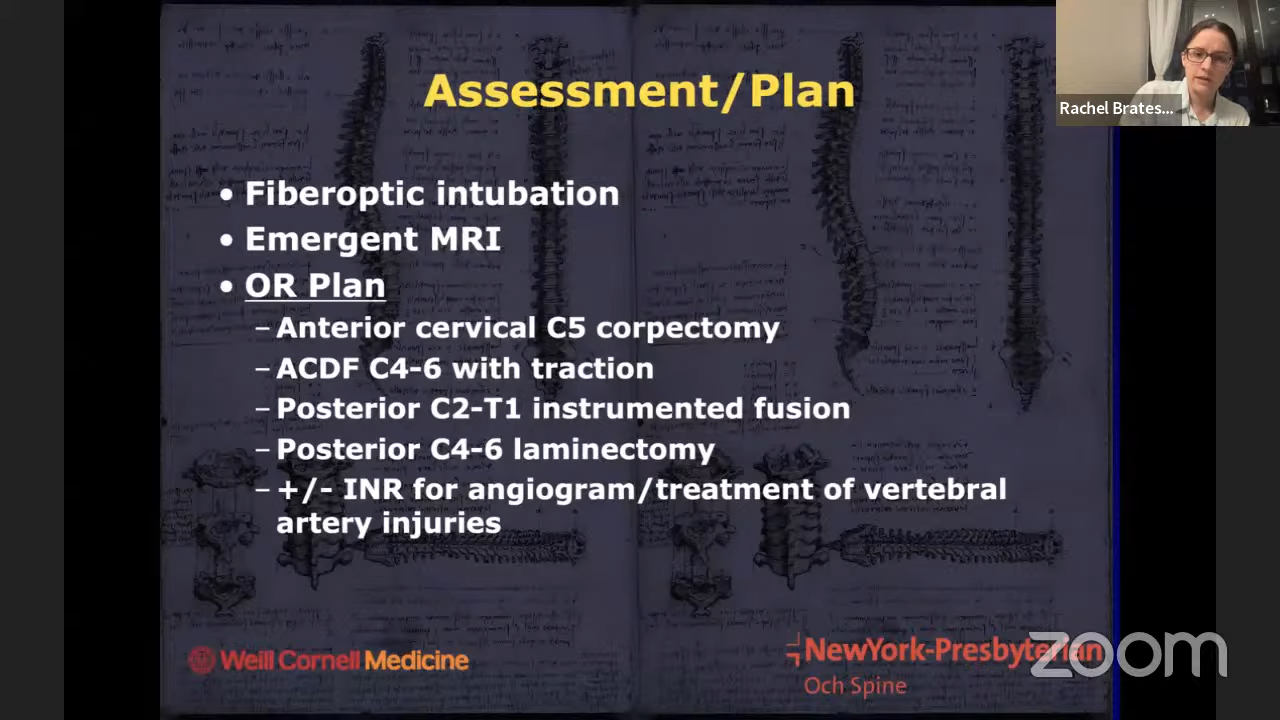 Assessment/Plan
Rachel Brates...
• Fiberoptic intubation
• Emergent MRI
• OR Plan
– Anterior cervical C5 corpectomy
– ACDF C4-6 with traction
– Posterior C2-T1 instrumented fusion
– Posterior C4-6 laminectomy
– +/- INR for angiogram/treatment of vertebral
artery injuries
Weill Cornell Medicine
NewYork-Presbyterian
Och Spine
zoom